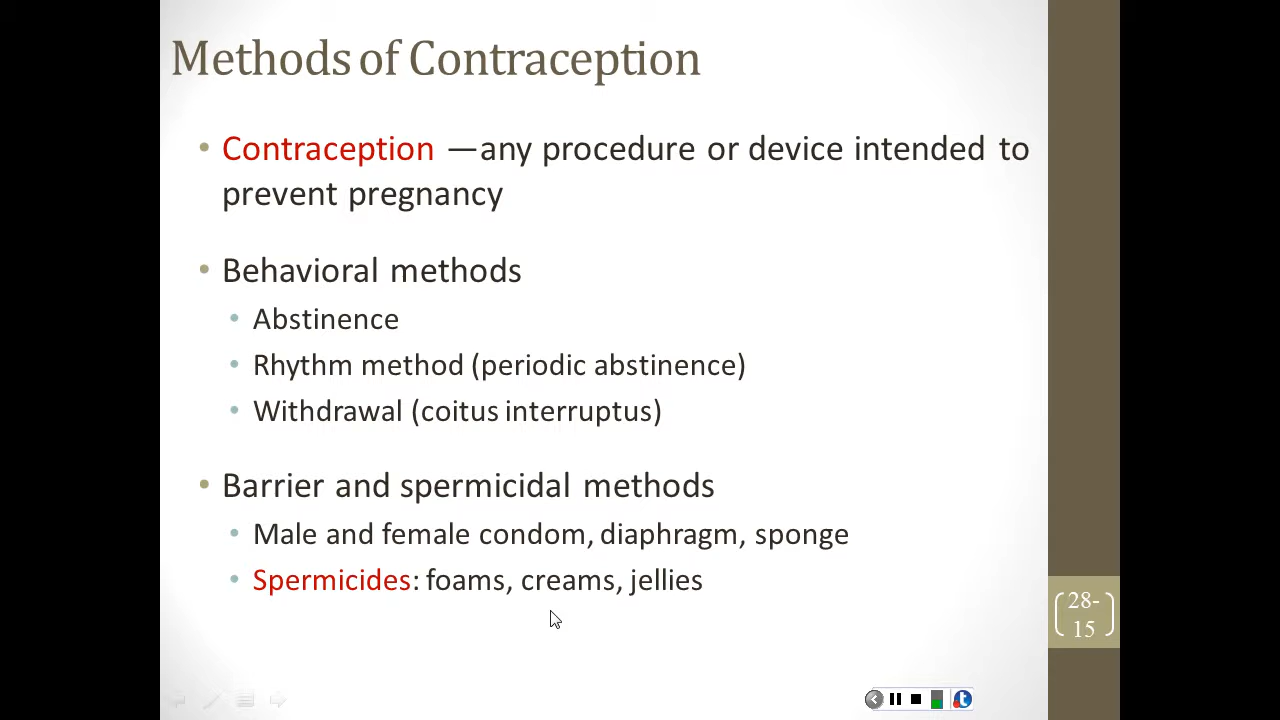 Methods of Contraception
• Contraception —any procedure or device intended to
prevent pregnancy
• Behavioral methods
• Abstinence
• Rhythm method (periodic abstinence)
• Withdrawal (coitus interruptus)
• Barrier and spermicidal methods
• Male and female condom, diaphragm, sponge
• Spermicides: foams, creams, jellies
28-
15
t